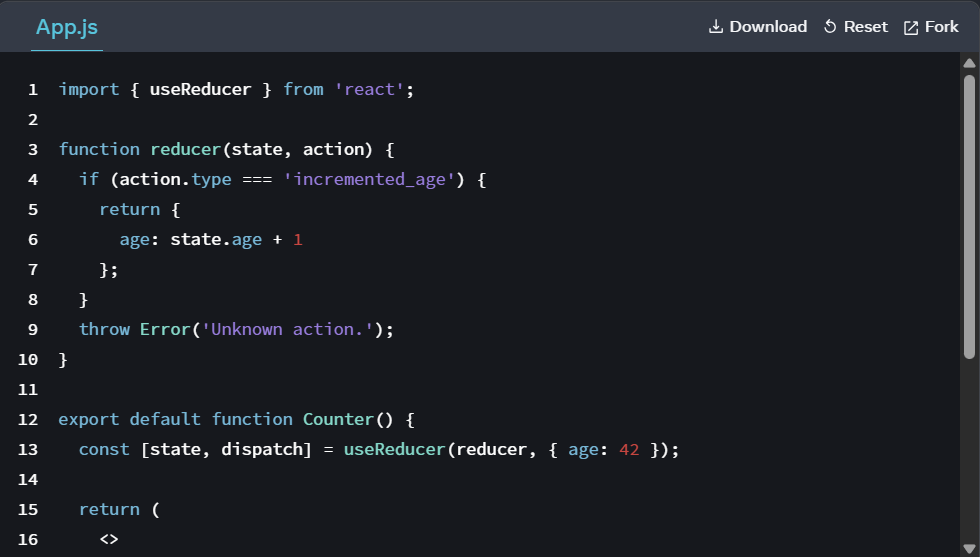 App.js
Download Reset Fork
1 import { useReducer } from 'react';
2
3 function reducer(state, action) {
4   if (action.type === 'incremented_age') {
5     return {
6       age: state.age + 1
7     };
8   }
9   throw Error('Unknown action.');
10 }
11
12 export default function Counter() {
13   const [state, dispatch] = useReducer(reducer, { age: 42 });
14
15   return (
16     <>